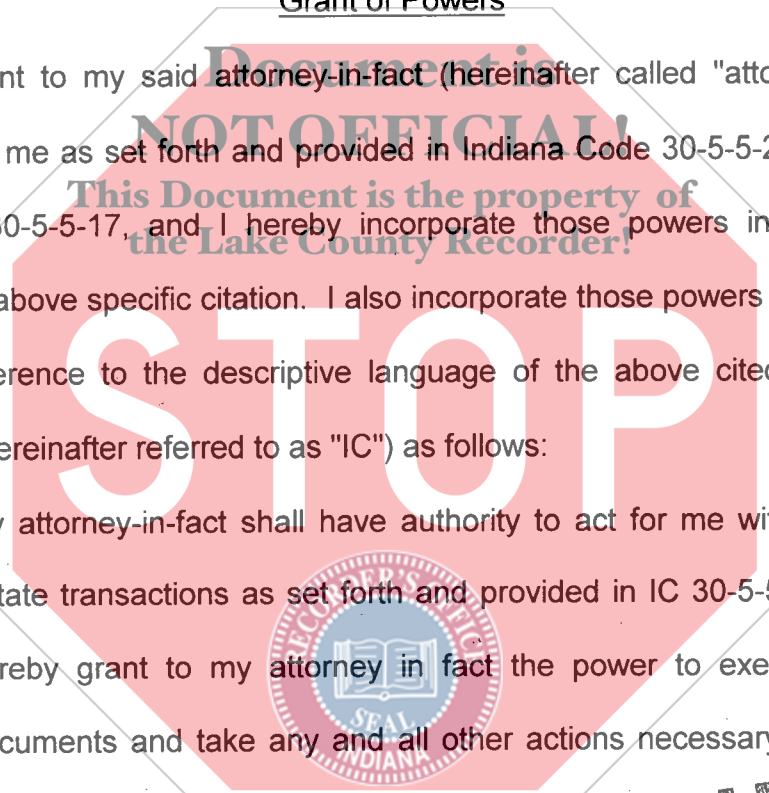 Grant of Powers
Document is
nt to my said attorney-in-fact (hereinafter called "atto
NOT OFFICIAL!
me as set forth and provided in Indiana Code 30-5-5-2
This Document is the property of
30-5-5-17, and I hereby incorporate those powers in
the Lake County Recorder!
above specific citation. I also incorporate those powers
erence to the descriptive language of the above cited
ereinafter referred to as "IC") as follows:
STOP
y attorney-in-fact shall have authority to act for me wit
tate transactions as set forth and provided in IC 30-5-5
reby grant to my attorney in fact the power to exe
cuments and take any and all other actions necessary
RECORDER'S OFFICE
SEAL
INDIANA